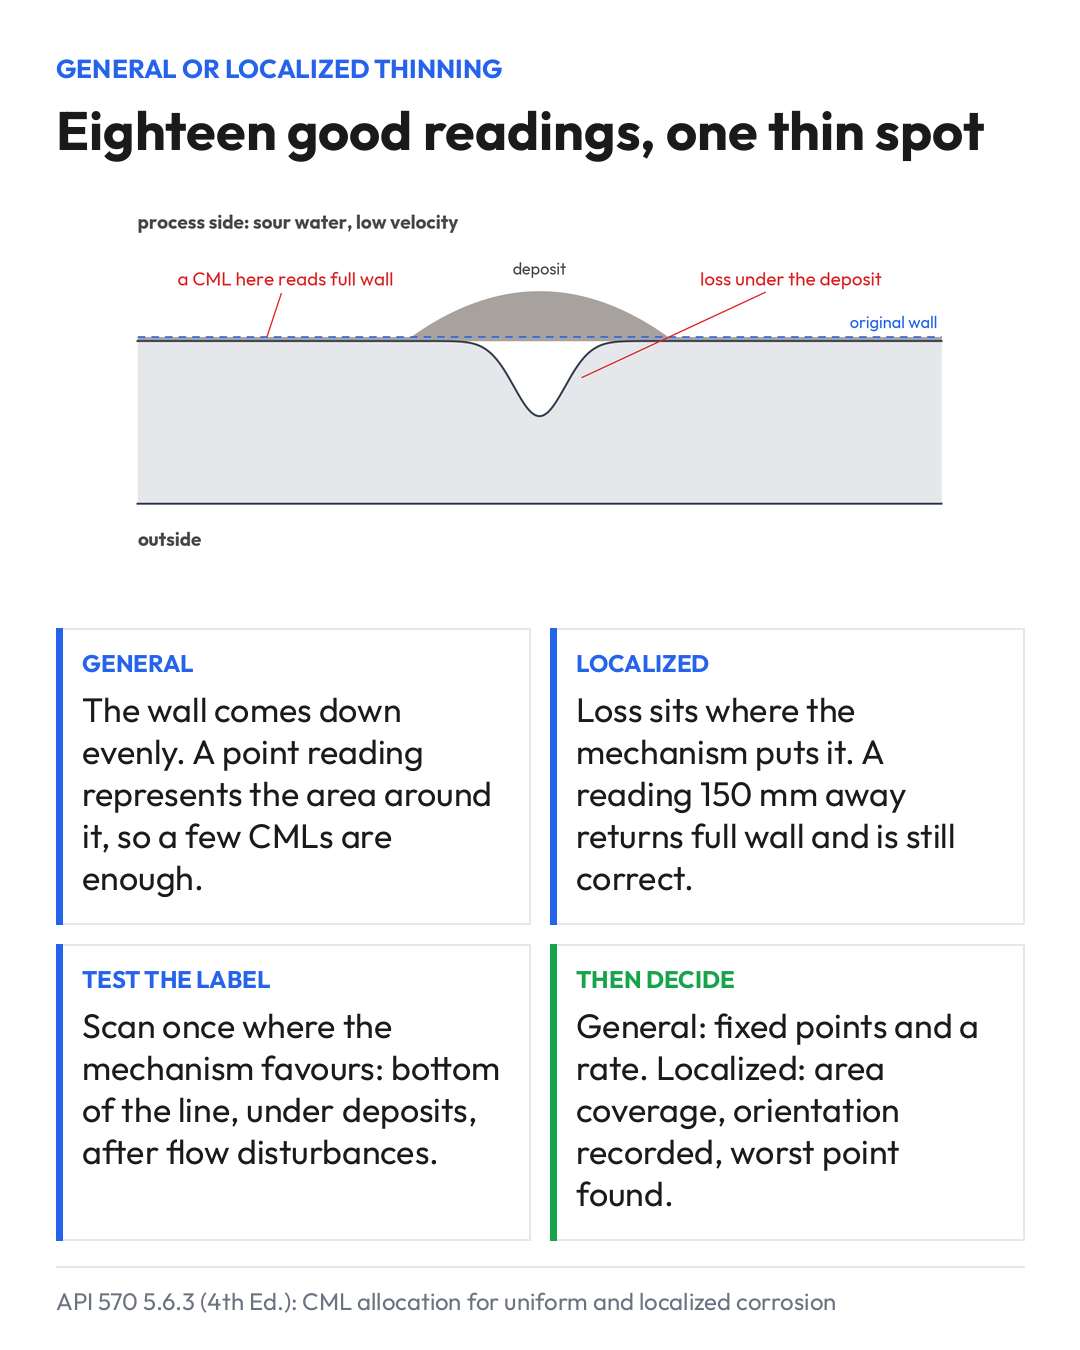 GENERAL OR LOCALIZED THINNING
Eighteen good readings, one thin spot
process side: sour water, low velocity
deposit
a CML here reads full wall
loss under the deposit
original wall
outside
GENERAL
The wall comes down
evenly. A point reading
represents the area around
it, so a few CMLs are
enough.
LOCALIZED
Loss sits where the
mechanism puts it. A
reading 150 mm away
returns full wall and is still
correct.
TEST THE LABEL
Scan once where the
mechanism favours: bottom
of the line, under deposits,
after flow disturbances.
THEN DECIDE
General: fixed points and a
rate. Localized: area
coverage, orientation
recorded, worst point
found.
API 570 5.6.3 (4th Ed.): CML allocation for uniform and localized corrosion